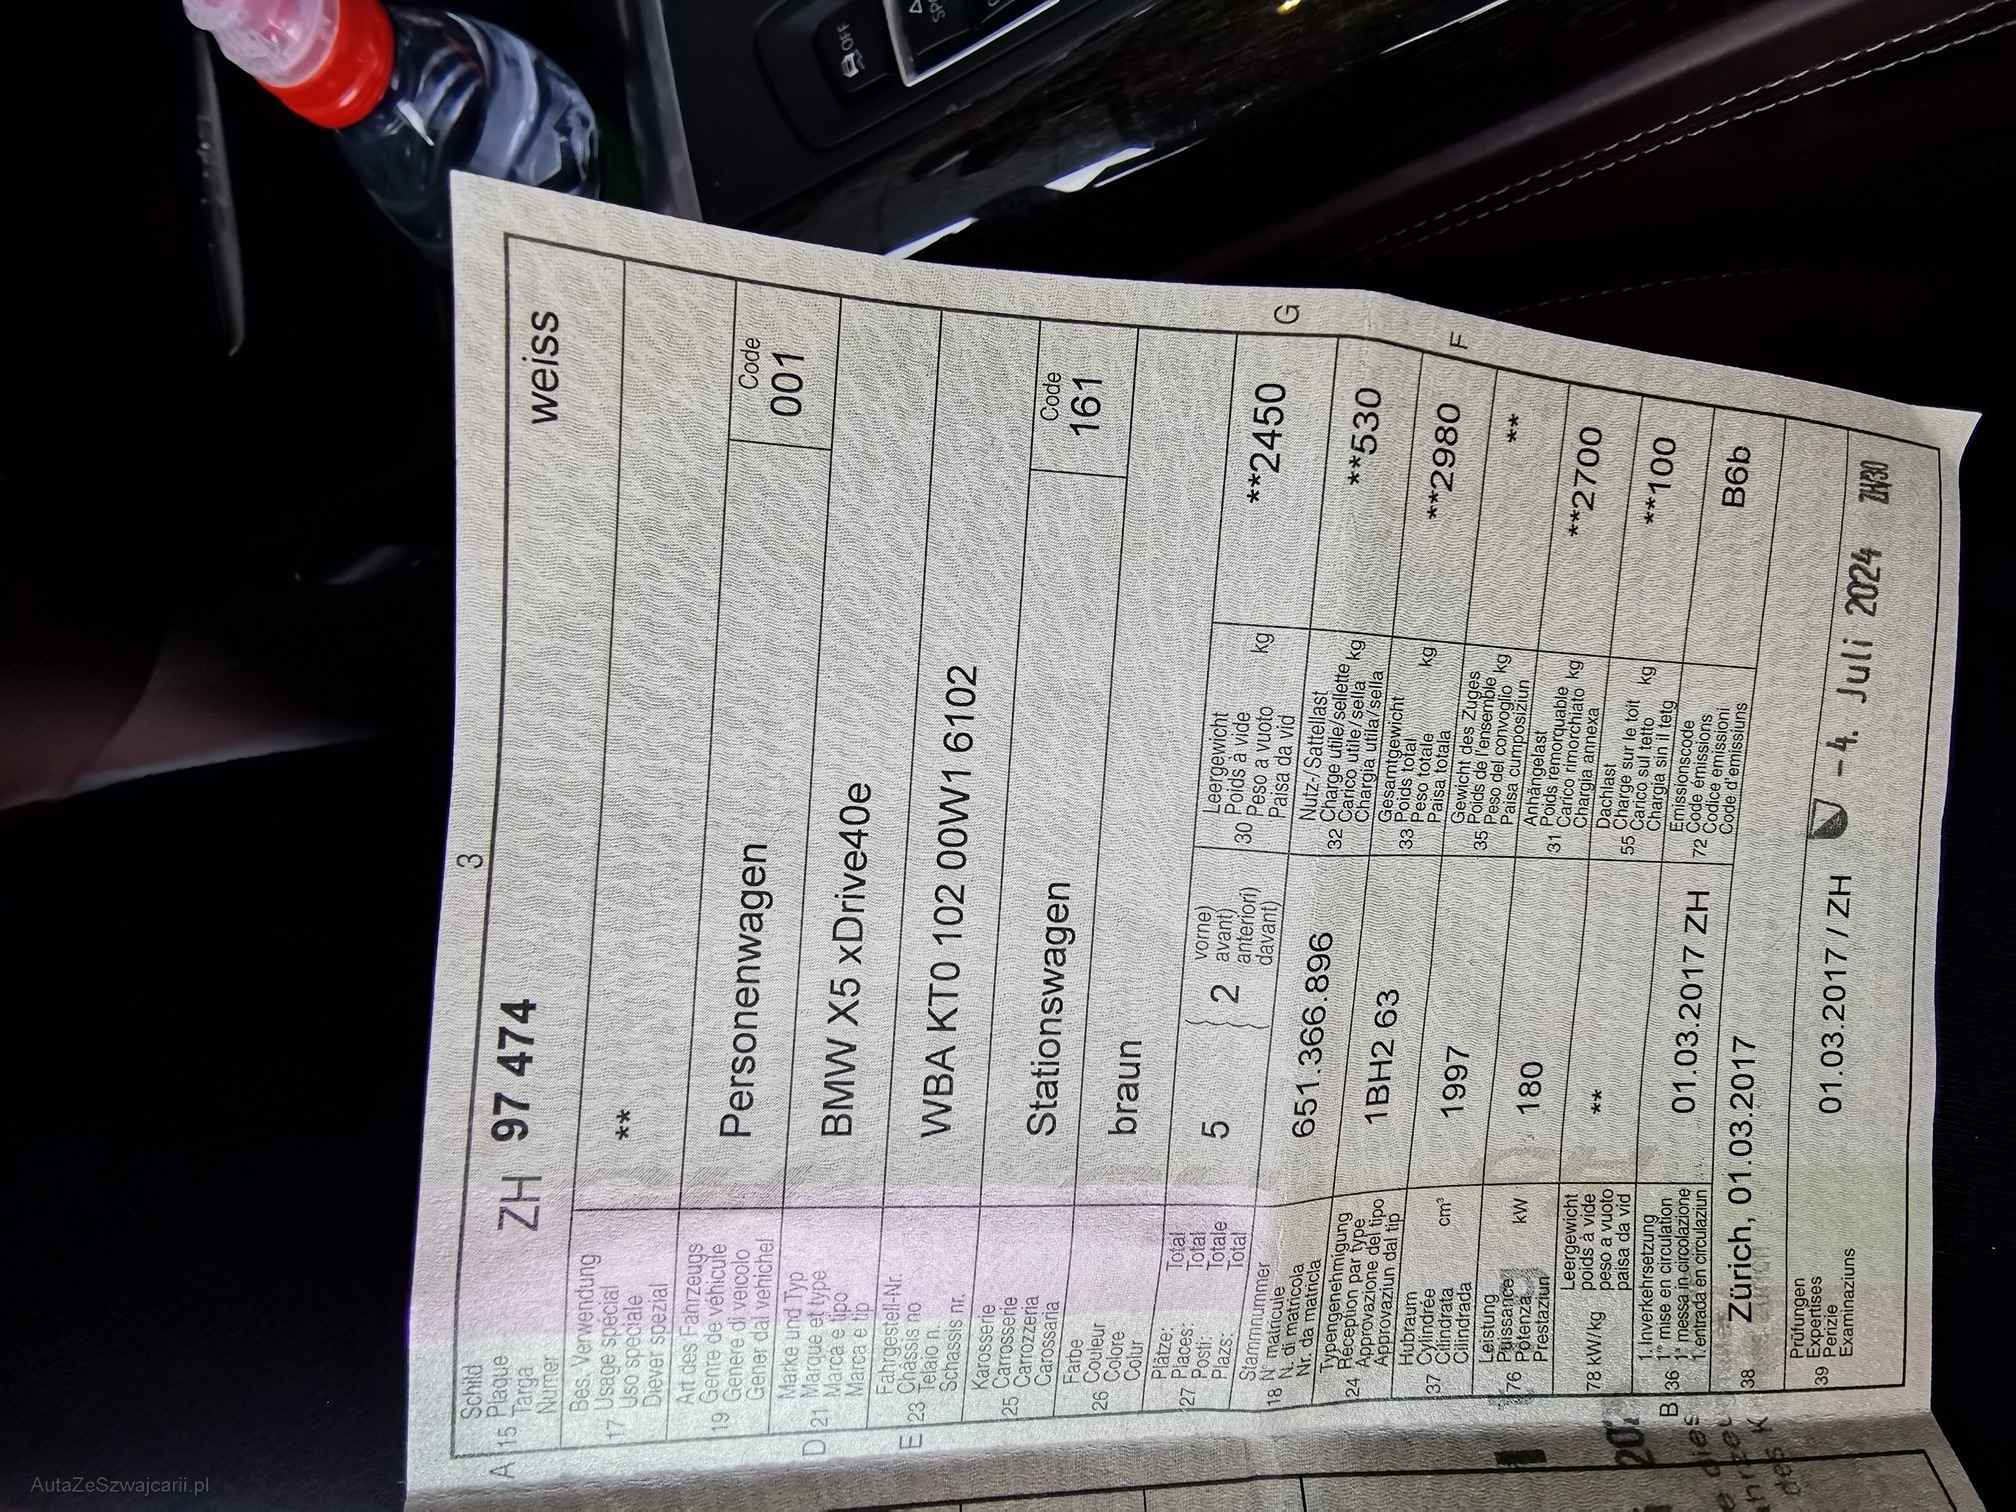 3
A 15 Schild
Plaque
Targa
Numer
ZH 97 474
weiss
17 Bes. Verwendung
Usage spécial
Uso speciale
Diever spezial
**
19 Art des Fahrzeugs
Genre de véhicule
Genere di veicolo
Gener dal vehichel
Personenwagen
Code
001
D 21 Marke und Typ
Marque et type
Marca e tipo
Marca e tip
BMW X5 xDrive40e
E 23 Fahrgestell-Nr.
Châssis no
Telaio n.
Schassis nr.
WBA KT0 102 00W1 6102
25 Karosserie
Carrosserie
Carrozzeria
Carossaria
Stationswagen
Code
161
26 Farbe
Couleur
Colore
Colur
braun
27 Plätze: Total
Places: Total
Posti: Totale
Plazs: Total
5
2
vorne)
avant)
anteriori)
davant)
30 Leergewicht
Poids à vide
Peso a vuoto kg
Paisa da vid
**2450
G
18 Stammnummer
N° matricule
N. di matricola
Nr. da matricla
651.366.896
32 Nutz-/Sattellast
Charge utile/sellette kg
Carico utile/sella
Chargia utila/sella
**530
24 Typengenehmigung
Réception par type
Approvazione del tipo
Approvaziun dal tip
1BH2 63
33 Gesamtgewicht
Poids total
Peso totale kg
Paisa totala
**2980
F
37 Hubraum
Cylindrée cm³
Cilindrata
Cilindrada
1997
35 Gewicht des Zuges
Poids de l'ensemble kg
Peso del convoglio
Paisa cumposiziun
**
76 Leistung
Puissance kW
Potenza
Prestaziun
180
31 Anhängelast
Poids remorquable
Carico rimorchiato kg
Chargia annexa
**2700
78 kW/kg Leergewicht
poids à vide
peso a vuoto
paisa da vid
**
55 Dachlast
Charge sur le toit kg
Carico sul tetto
Chargia sin il tetg
**100
B 36 1. Inverkehrsetzung
1re mise en circulation
1a messa in circolazione
1. entrada en circulaziun
01.03.2017 ZH
72 Emissionscode
Code émissions
Codice emissioni
Code d'emissiuns
B6b
38 Zürich, 01.03.2017
39 Prüfungen
Expertises
Perizie
Examinaziuns
01.03.2017 / ZH
-4. Juli 2024
ZH30
OFF
AutaZeSzwajcarii.pl